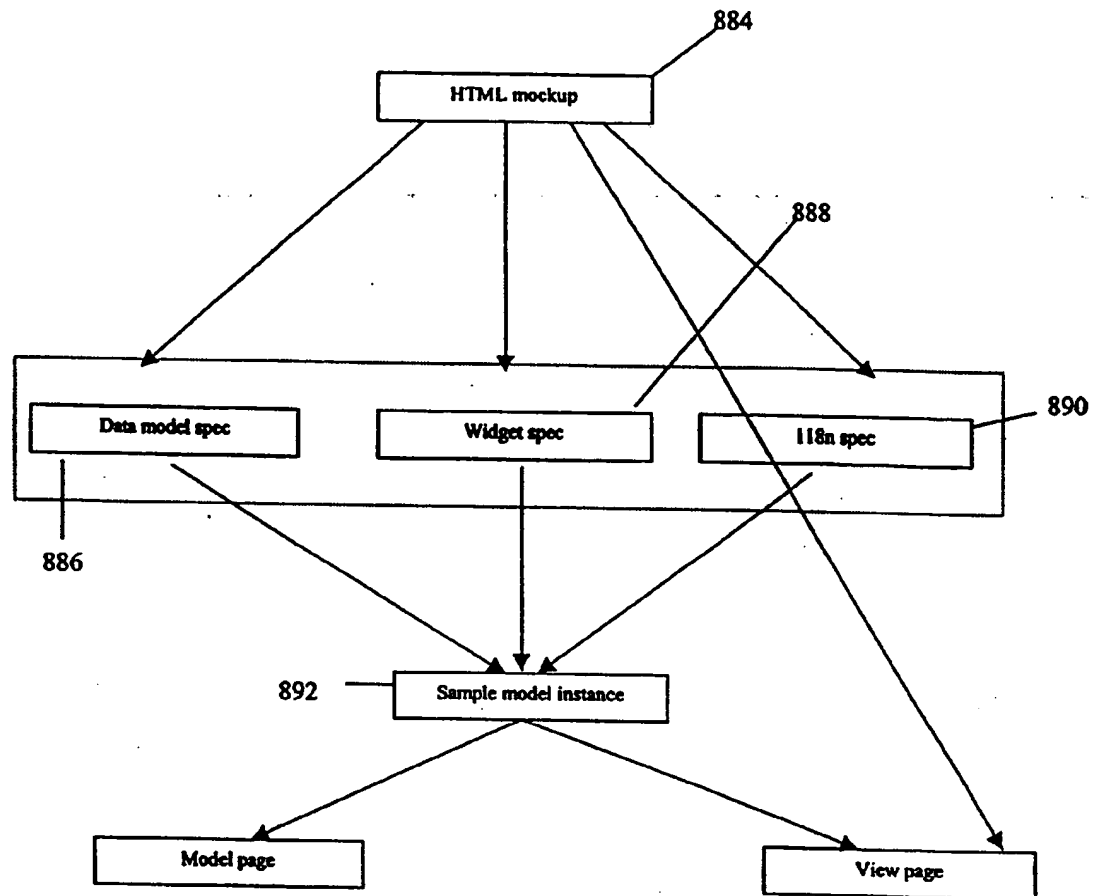 884
HTML mockup
888
890
Data model spec
Widget spec
I18n spec
886
892
Sample model instance
Model page
View page